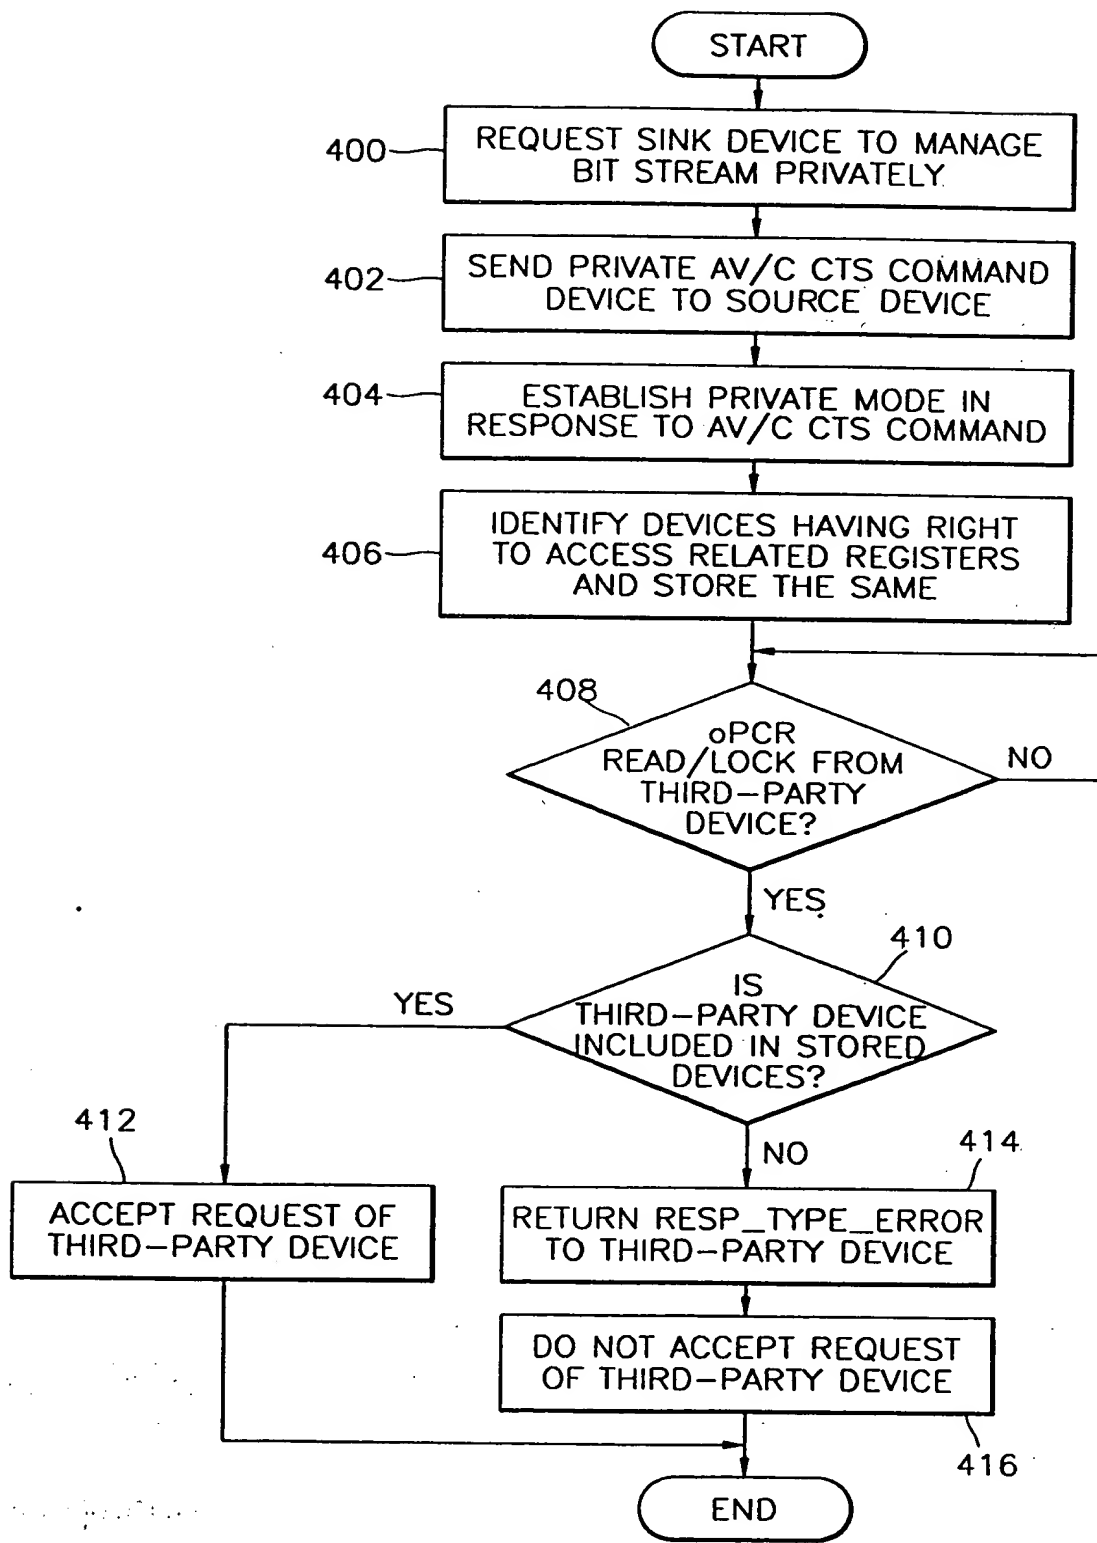 START
400
REQUEST SINK DEVICE TO MANAGE
BIT STREAM PRIVATELY
402
SEND PRIVATE AV/C CTS COMMAND
DEVICE TO SOURCE DEVICE
404
ESTABLISH PRIVATE MODE IN
RESPONSE TO AV/C CTS COMMAND
406
IDENTIFY DEVICES HAVING RIGHT
TO ACCESS RELATED REGISTERS
AND STORE THE SAME
408
oPCR
READ/LOCK FROM
THIRD-PARTY
DEVICE?
NO
YES
410
IS
THIRD-PARTY DEVICE
INCLUDED IN STORED
DEVICES?
YES
NO
412
ACCEPT REQUEST OF
THIRD-PARTY DEVICE
414
RETURN RESP_TYPE_ERROR
TO THIRD-PARTY DEVICE
DO NOT ACCEPT REQUEST
OF THIRD-PARTY DEVICE
416
END